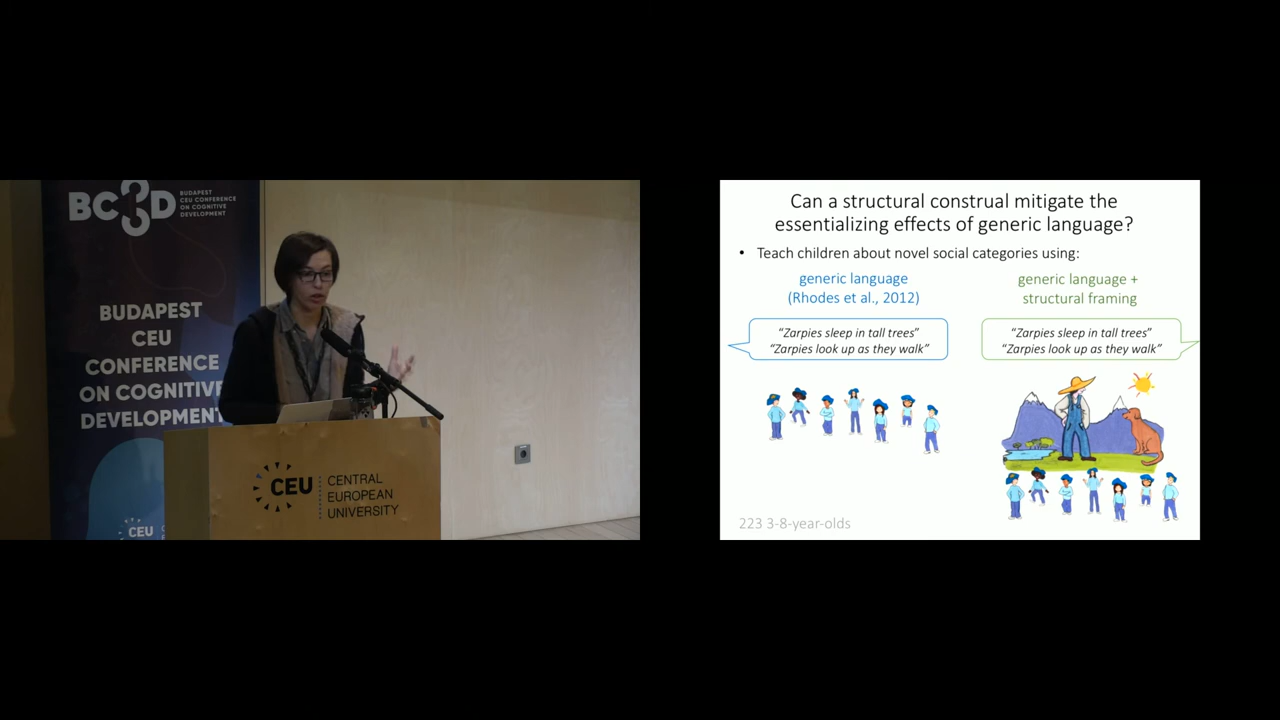 BC3D
BUDAPEST
CEU CONFERENCE
ON COGNITIVE
DEVELOPMENT
BUDAPEST
CEU
CONFERENCE
ON COGNITIVE
DEVELOPMENT
CEU
CEU
CENTRAL
EUROPEAN
UNIVERSITY
Can a structural construal mitigate the
essentializing effects of generic language?
• Teach children about novel social categories using:
generic language
(Rhodes et al., 2012)
generic language +
structural framing
“Zarpies sleep in tall trees”
“Zarpies look up as they walk”
“Zarpies sleep in tall trees”
“Zarpies look up as they walk”
223 3-8-year-olds